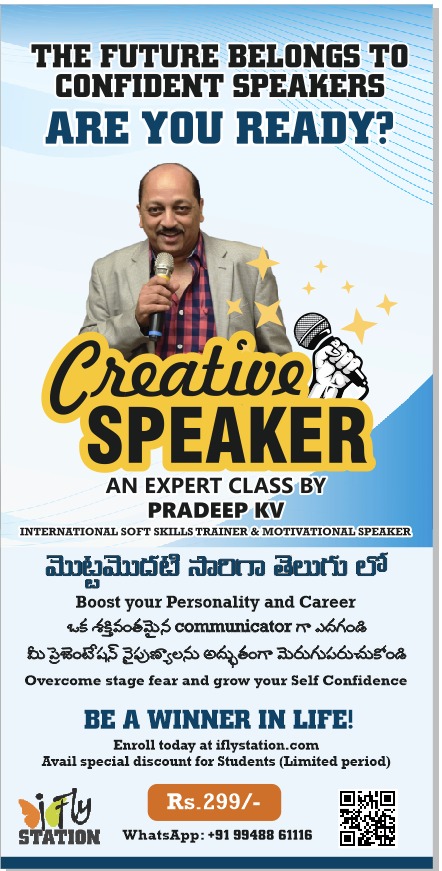 THE FUTURE BELONGS TO
CONFIDENT SPEAKERS
ARE YOU READY?
Creative
SPEAKER
AN EXPERT CLASS BY
PRADEEP KV
INTERNATIONAL SOFT SKILLS TRAINER & MOTIVATIONAL SPEAKER
మొట్టమొదటి సారిగా తెలుగు లో
Boost your Personality and Career
ఒక శక్తివంతమైన communicator గా ఎదగండి
మీ ప్రెజెంటేషన్ నైపుణ్యాలను అద్భుతంగా మెరుగుపరుచుకోండి
Overcome stage fear and grow your Self Confidence
BE A WINNER IN LIFE!
Enroll today at iflystation.com
Avail special discount for Students (Limited period)
Rs.299/-
i Fly
STATION
WhatsApp: +91 99488 61116